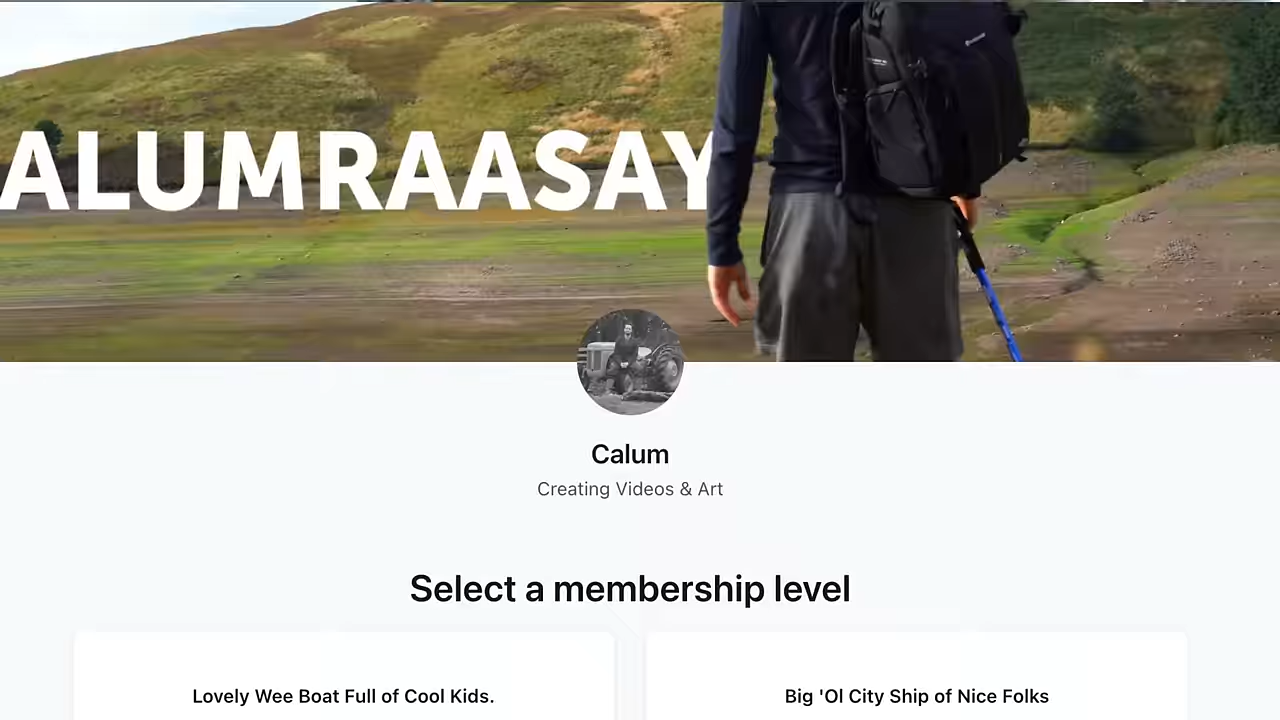 ALUMRAASAY
Calum
Creating Videos & Art
Select a membership level
Lovely Wee Boat Full of Cool Kids.
Big 'Ol City Ship of Nice Folks